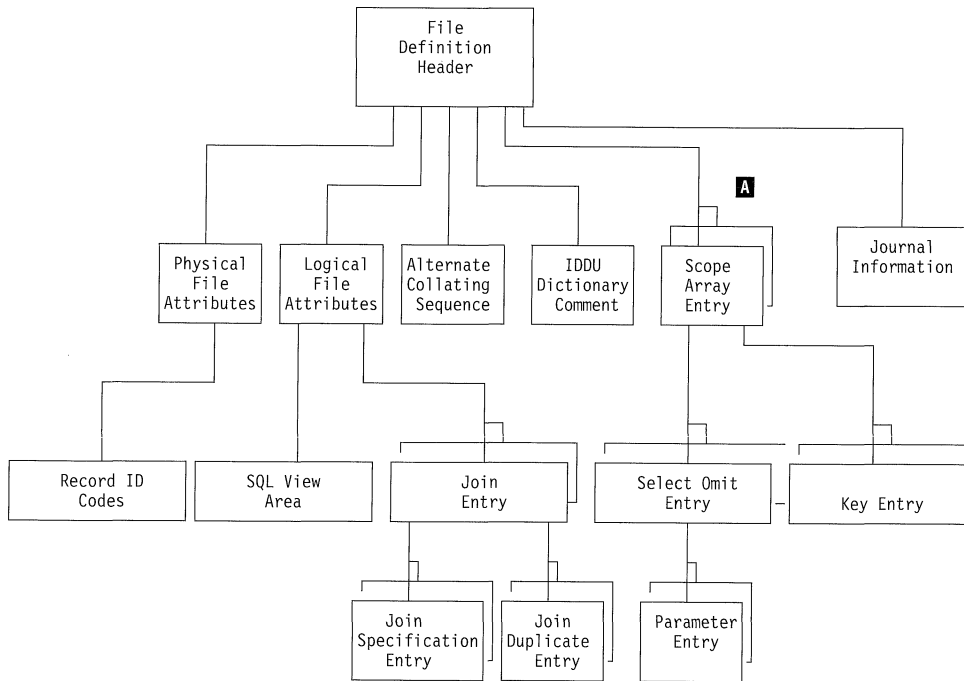 File
Definition
Header
A
Physical
File
Attributes
Logical
File
Attributes
Alternate
Collating
Sequence
IDDU
Dictionary
Comment
Scope
Array
Entry
Journal
Information
Record ID
Codes
SQL View
Area
Join
Entry
Select Omit
Entry
Key Entry
Join
Specification
Entry
Join
Duplicate
Entry
Parameter
Entry